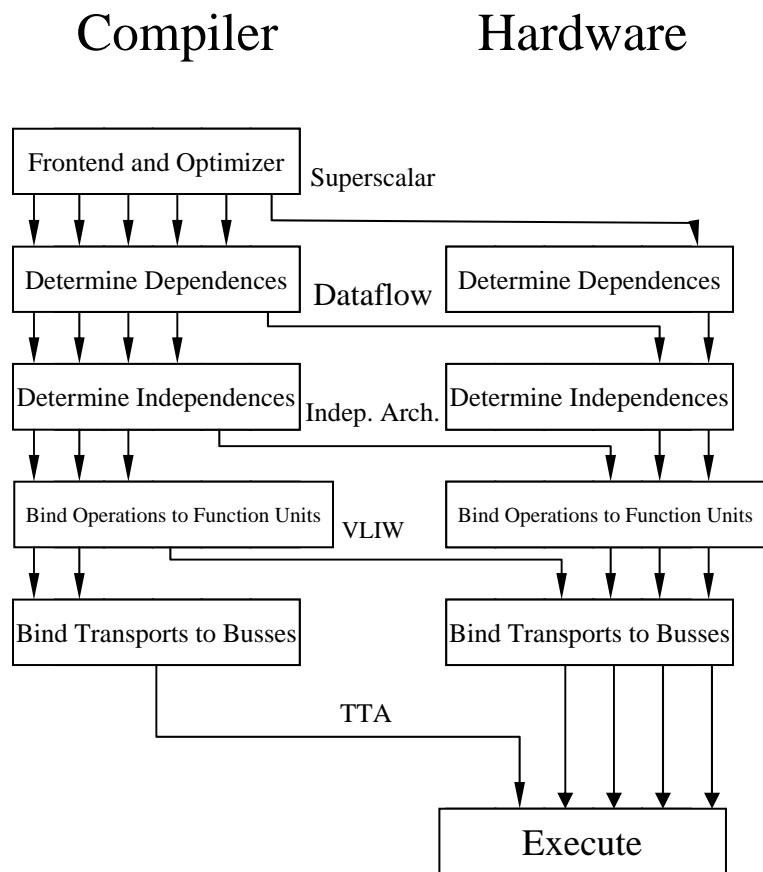 Compiler
Hardware
Frontend and Optimizer
Superscalar
Determine Dependences
Dataflow
Determine Dependences
Determine Independences
Indep. Arch.
Determine Independences
Bind Operations to Function Units
VLIW
Bind Operations to Function Units
Bind Transports to Busses
Bind Transports to Busses
TTA
Execute